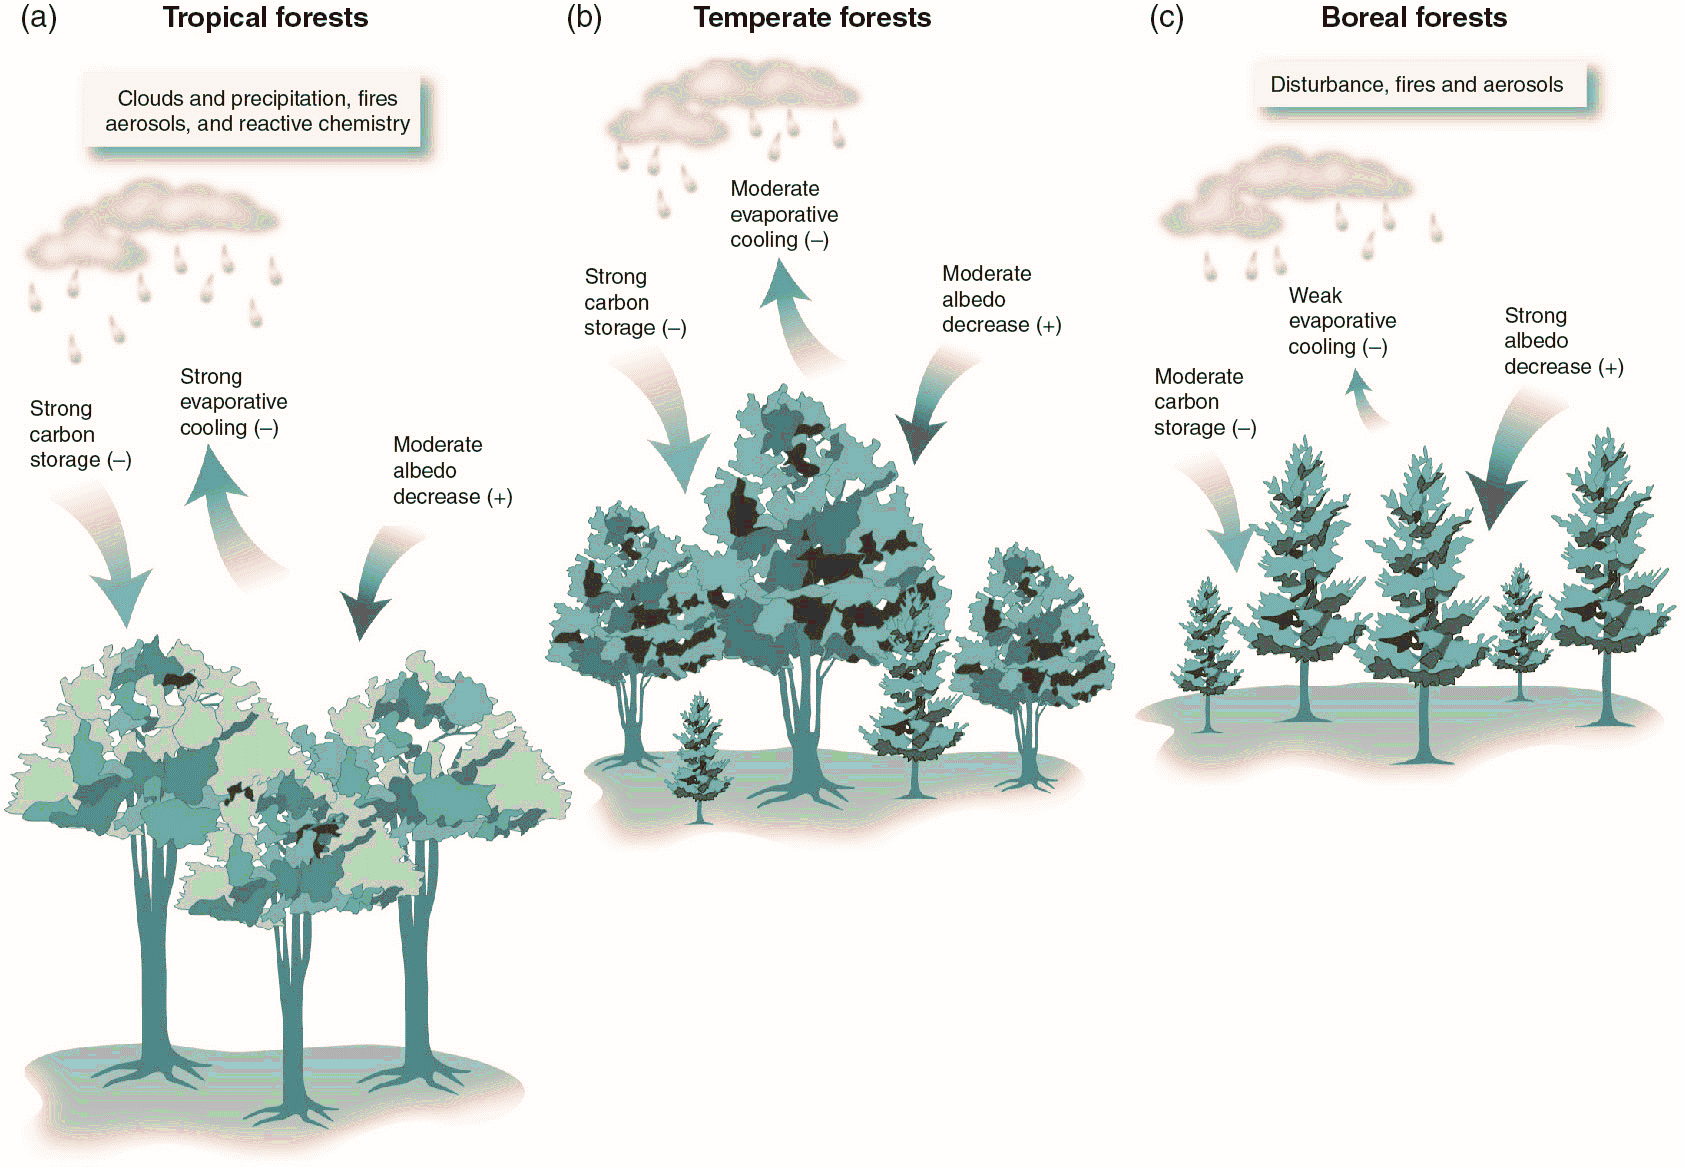 (a) Tropical forests
Clouds and precipitation, fires
aerosols, and reactive chemistry
Strong
carbon
storage (–)
Strong
evaporative
cooling (–)
Moderate
albedo
decrease (+)
(b) Temperate forests
Strong
carbon
storage (–)
Moderate
evaporative
cooling (–)
Moderate
albedo
decrease (+)
(c) Boreal forests
Disturbance, fires and aerosols
Moderate
carbon
storage (–)
Weak
evaporative
cooling (–)
Strong
albedo
decrease (+)